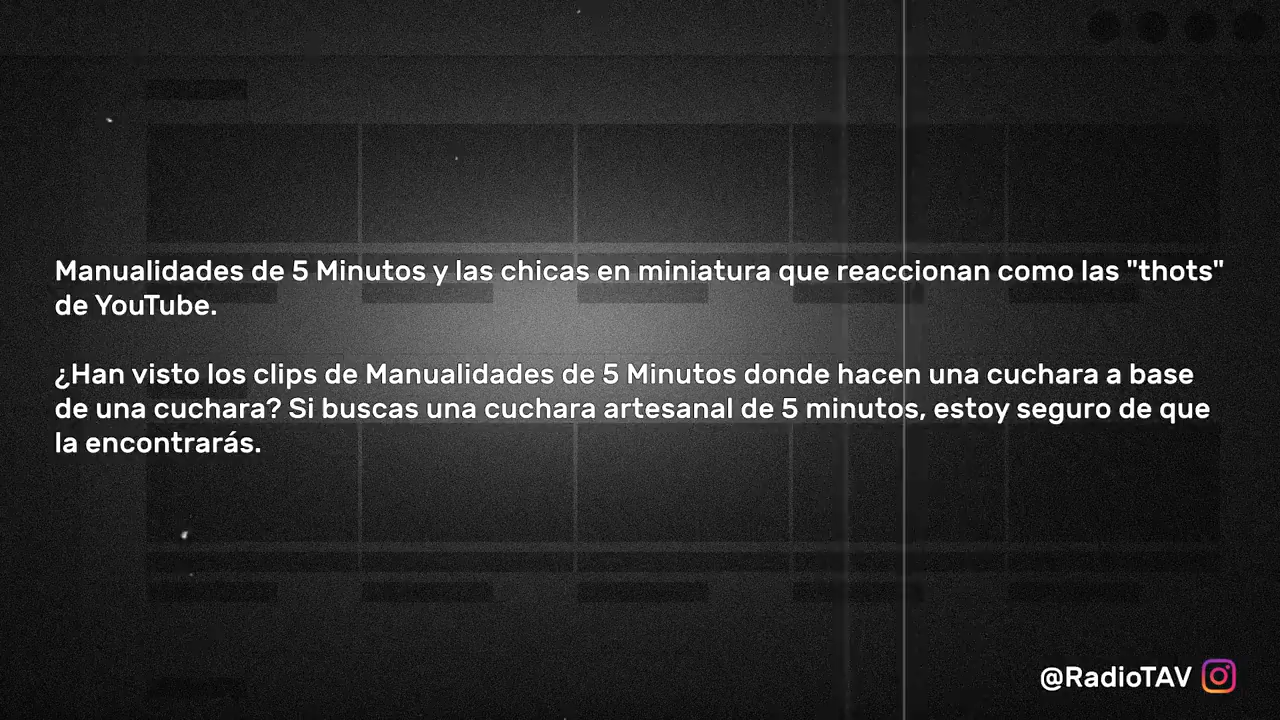 Manualidades de 5 Minutos y las chicas en miniatura que reaccionan como las "thots"
de YouTube.
¿Han visto los clips de Manualidades de 5 Minutos donde hacen una cuchara a base
de una cuchara? Si buscas una cuchara artesanal de 5 minutos, estoy seguro de que
la encontrarás.
@RadioTAV